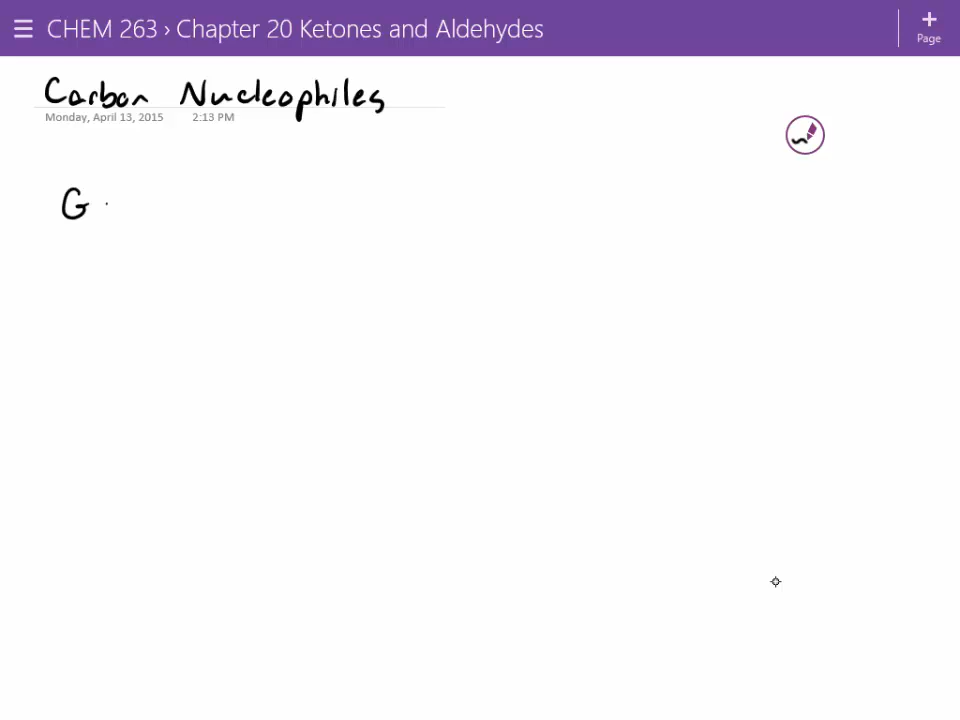 CHEM 263 › Chapter 20 Ketones and Aldehydes
+ Page
Carbon Nucleophiles
Monday, April 13, 2015 2:13 PM
G